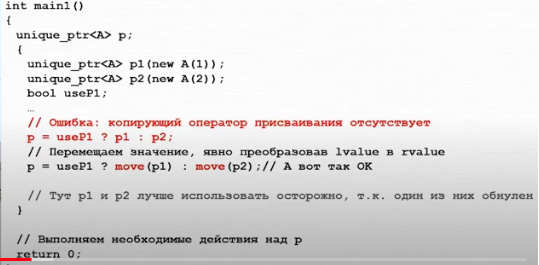 int main1()
{
unique_ptr<A> p;
{
unique_ptr<A> p1(new A(1));
unique_ptr<A> p2(new A(2));
bool useP1;
…
// Ошибка: копирующий оператор присваивания отсутствует
p = useP1 ? p1 : p2;
// Перемещаем значение, явно преобразовав lvalue в rvalue
p = useP1 ? move(p1) : move(p2);// А вот так OK
// Тут p1 и p2 лучше использовать осторожно, т.к. один из них обнулен
}
// Выполняем необходимые действия над p
return 0;